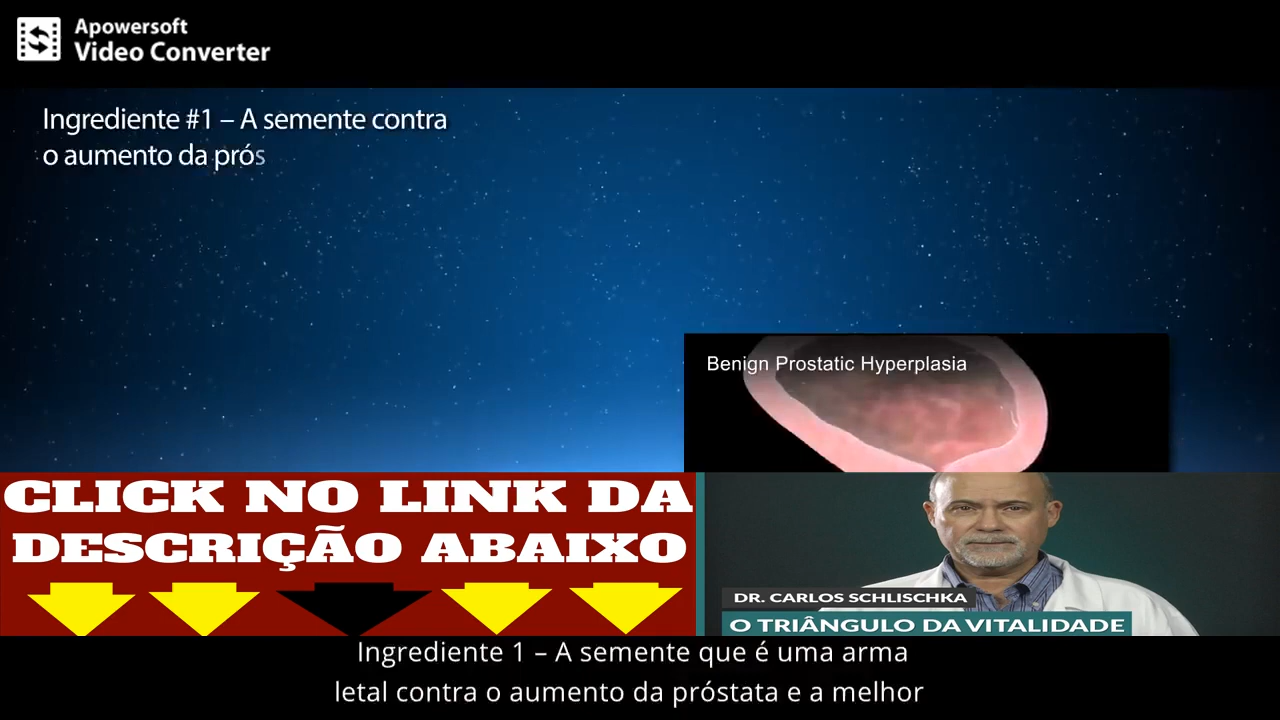 Apowersoft
Video Converter
Ingrediente #1 – A semente contra
o aumento da prós
Benign Prostatic Hyperplasia
CLICK NO LINK DA
DESCRIÇÃO ABAIXO
DR. CARLOS SCHLISCHKA
O TRIÂNGULO DA VITALIDADE
Ingrediente 1 – A semente que é uma arma
letal contra o aumento da próstata e a melhor